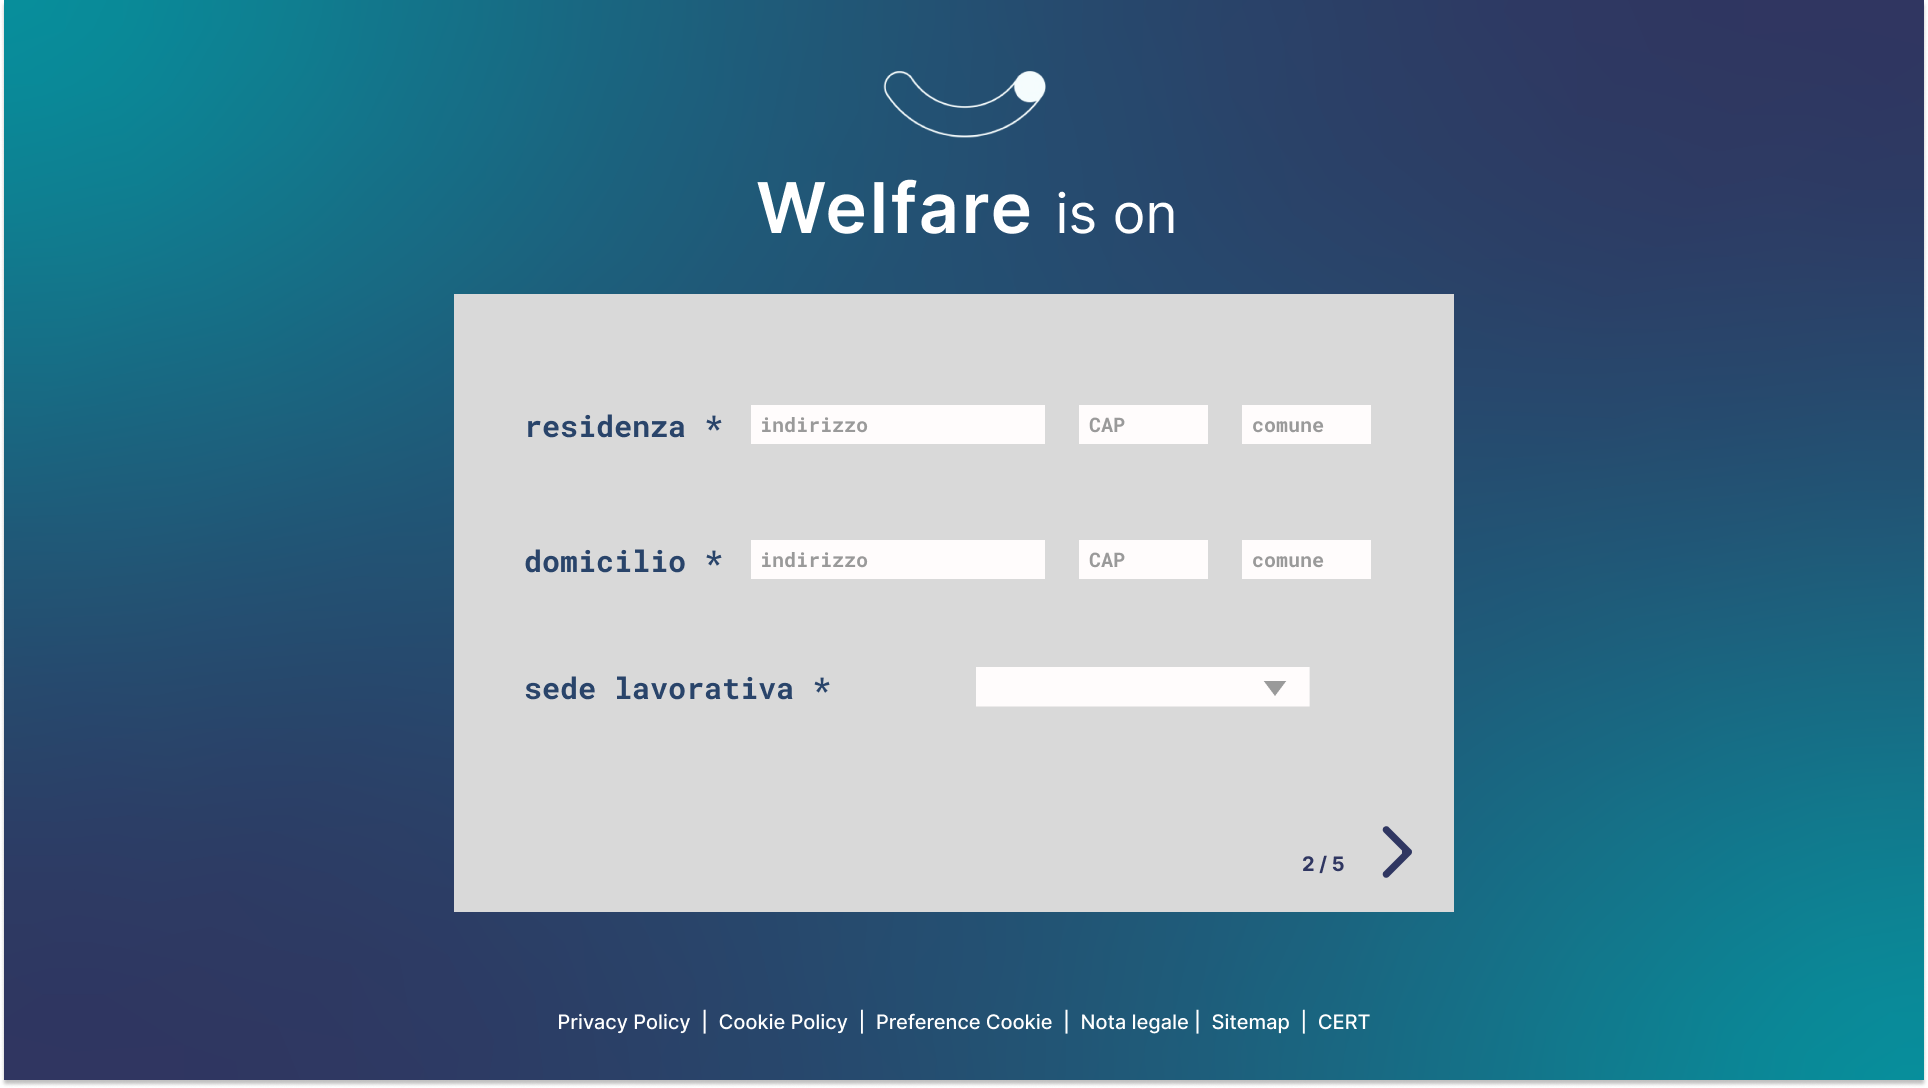 Welfare is on
residenza * indirizzo CAP comune
domicilio * indirizzo CAP comune
sede lavorativa *
2 / 5
Privacy Policy | Cookie Policy | Preference Cookie | Nota legale | Sitemap | CERT